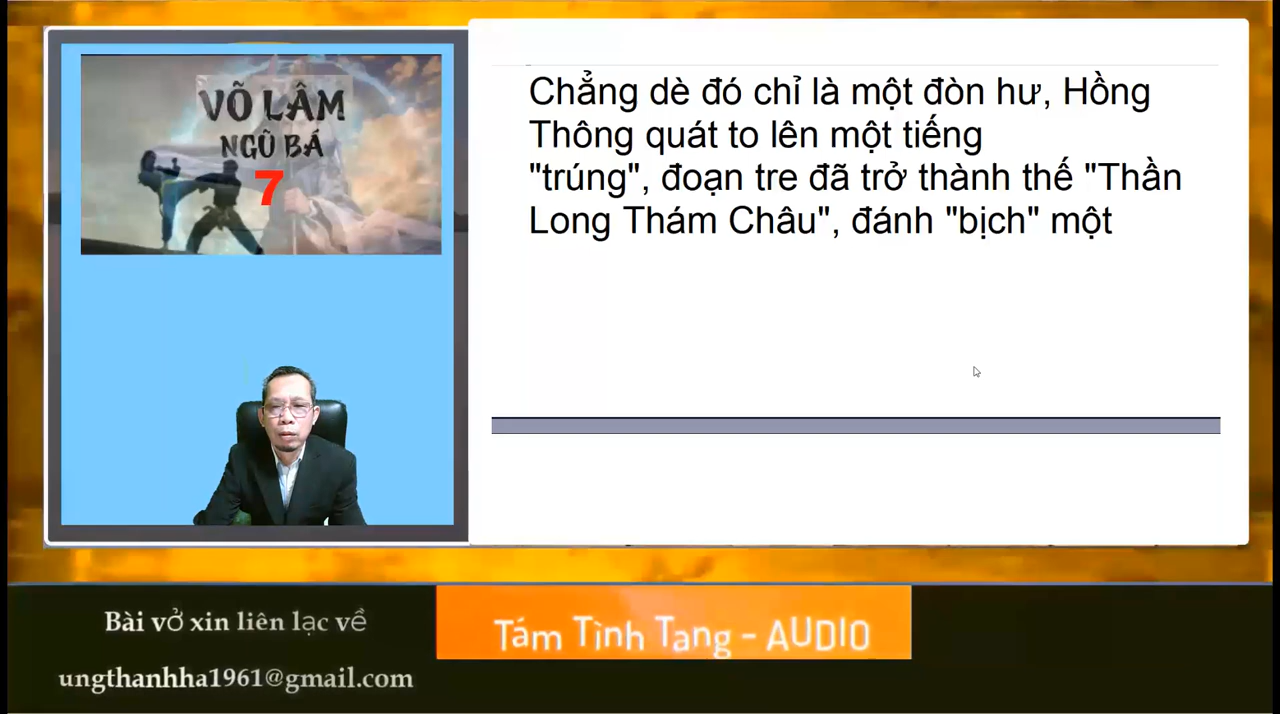 VÕ LÂM
NGŨ BÁ
7
Chẳng dè đó chỉ là một đòn hư, Hồng
Thông quát to lên một tiếng
"trúng", đoạn tre đã trở thành thế "Thần
Long Thám Châu", đánh "bịch" một
Bài vở xin liên lạc về
ungthanhha1961@gmail.com
Tám Tình Tang - AUDIO